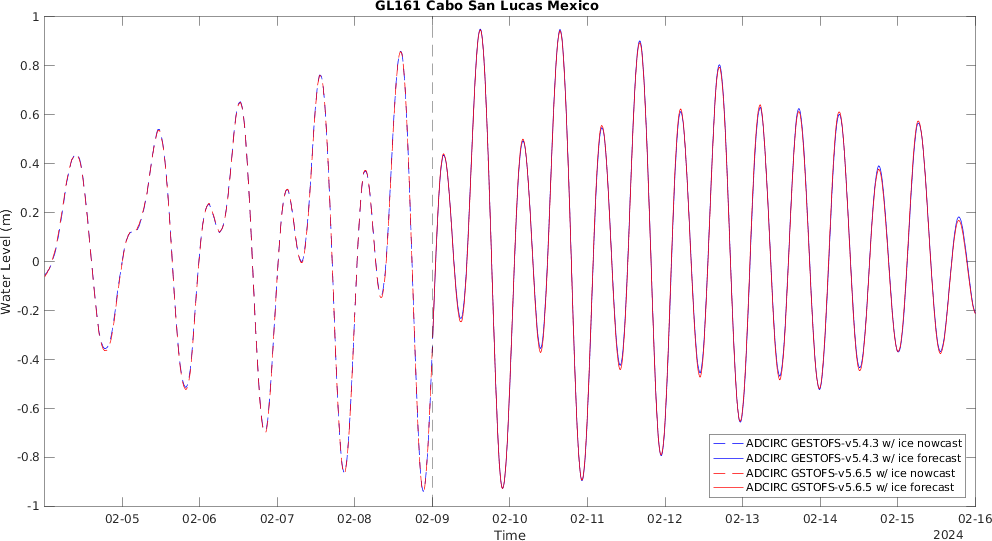 GL161 Cabo San Lucas Mexico
1
0.8
0.6
0.4
0.2
0
-0.2
-0.4
-0.6
-0.8
-1
Water Level (m)
ADCIRC GESTOFS-v5.4.3 w/ ice nowcast
ADCIRC GESTOFS-v5.4.3 w/ ice forecast
ADCIRC GSTOFS-v5.6.5 w/ ice nowcast
ADCIRC GSTOFS-v5.6.5 w/ ice forecast
02-05 02-06 02-07 02-08 02-09 02-10 02-11 02-12 02-13 02-14 02-15 02-16
Time
2024